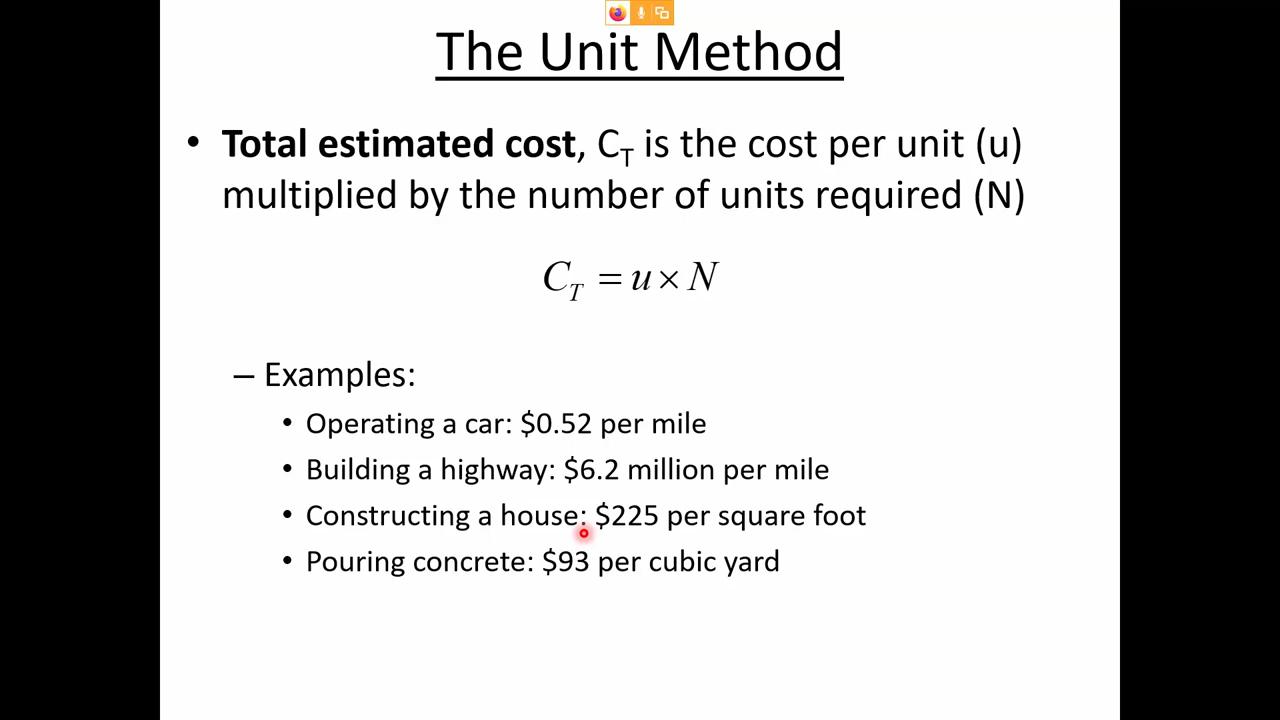 The Unit Method
• Total estimated cost, C_T is the cost per unit (u)
multiplied by the number of units required (N)
C_T = u × N
– Examples:
• Operating a car: $0.52 per mile
• Building a highway: $6.2 million per mile
• Constructing a house: $225 per square foot
• Pouring concrete: $93 per cubic yard